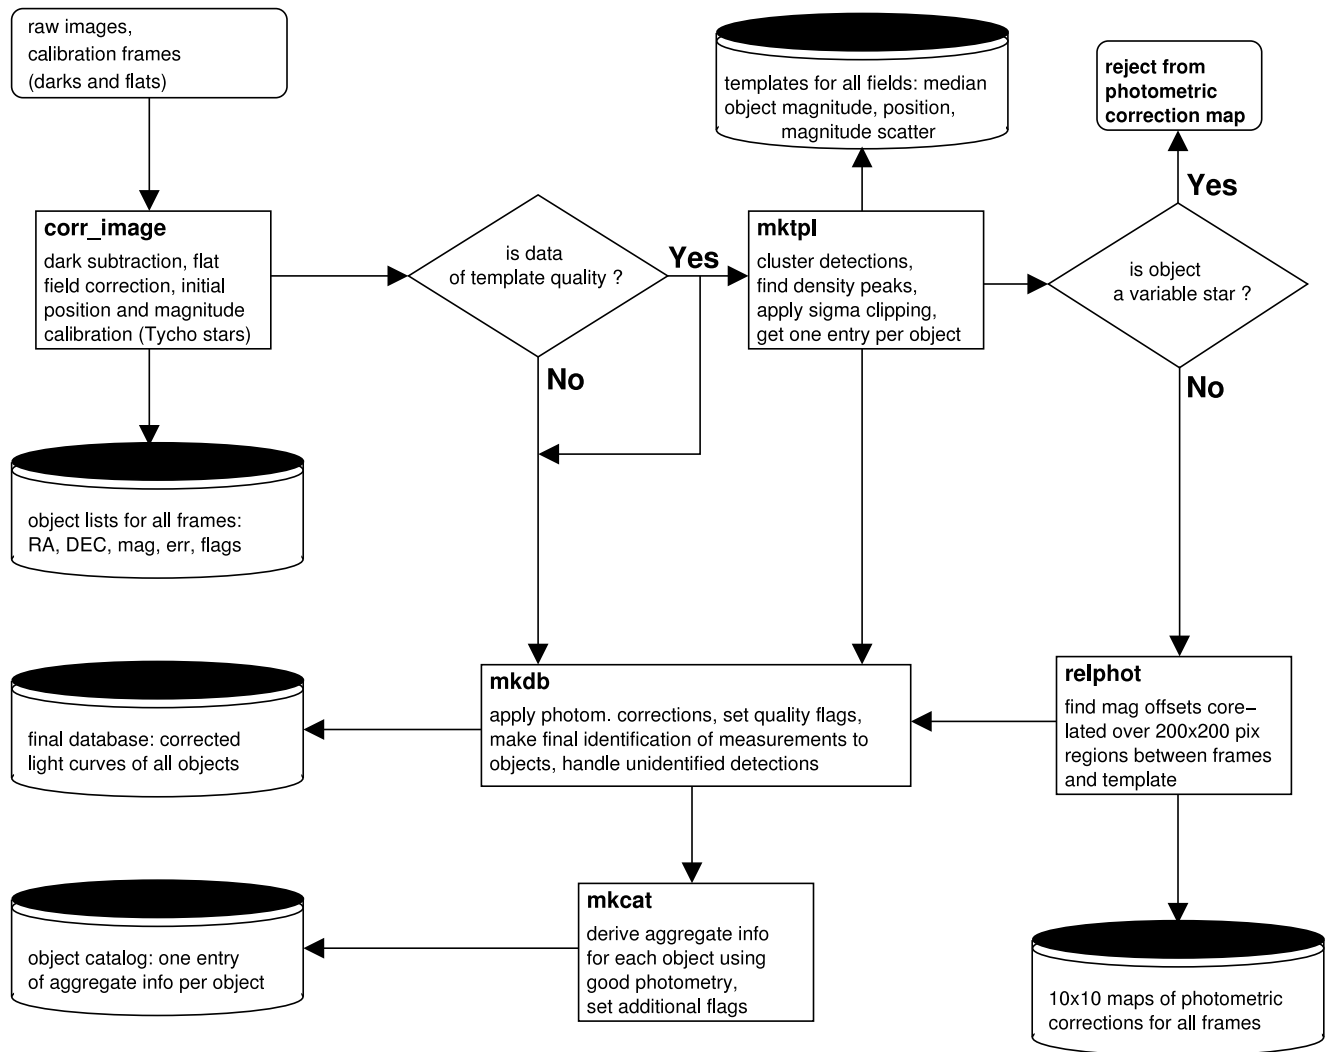 raw images,
calibration frames
(darks and flats)
templates for all fields: median
object magnitude, position,
magnitude scatter
reject from
photometric
correction map
Yes
corr_image
dark subtraction, flat
field correction, initial
position and magnitude
calibration (Tycho stars)
is data
of template quality ?
Yes
No
mktpl
cluster detections,
find density peaks,
apply sigma clipping,
get one entry per object
is object
a variable star ?
No
object lists for all frames:
RA, DEC, mag, err, flags
final database: corrected
light curves of all objects
mkdb
apply photom. corrections, set quality flags,
make final identification of measurements to
objects, handle unidentified detections
relphot
find mag offsets core-
lated over 200x200 pix
regions between frames
and template
object catalog: one entry
of aggregate info per object
mkcat
derive aggregate info
for each object using
good photometry,
set additional flags
10x10 maps of photometric
corrections for all frames